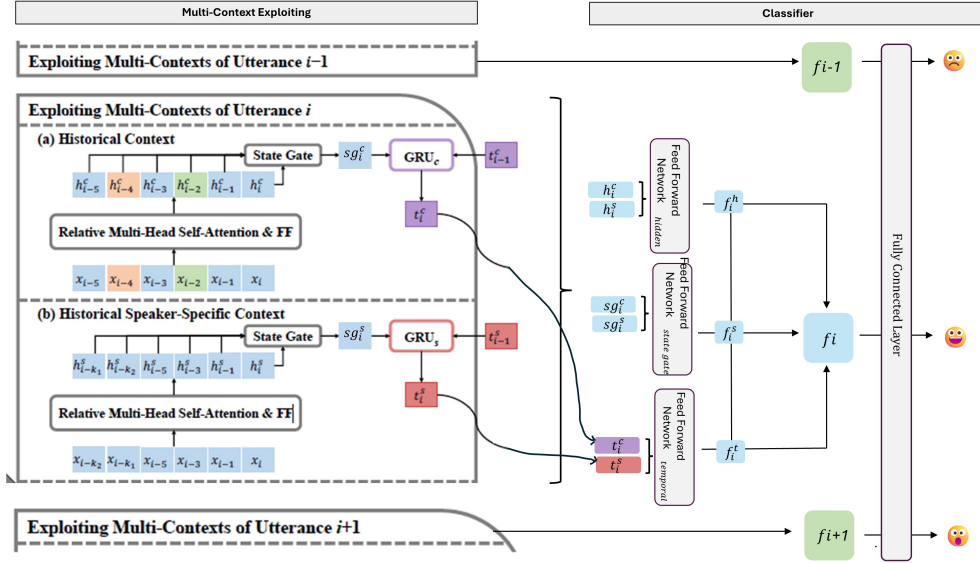 Multi-Context Exploiting
Classifier
Exploiting Multi-Contexts of Utterance i−1
fi-1
Exploiting Multi-Contexts of Utterance i
(a) Historical Context
State Gate
sg_i^c
GRU_c
t_{i−1}^c
h_{i−5}^c h_{i−4}^c h_{i−3}^c h_{i−2}^c h_{i−1}^c h_i^c
t_i^c
Relative Multi-Head Self-Attention & FF
x_{i−5} x_{i−4} x_{i−3} x_{i−2} x_{i−1} x_i
(b) Historical Speaker-Specific Context
State Gate
sg_i^s
GRU_s
t_{i−1}^s
h_{i−k_1}^s h_{i−k_2}^s h_{i−5}^s h_{i−3}^s h_{i−1}^s h_i^s
t_i^s
Relative Multi-Head Self-Attention & FF
x_{i−k_2} x_{i−k_1} x_{i−5} x_{i−3} x_{i−1} x_i
h_i^c
h_i^s
Feed Forward
Network hidden
f_i^h
sg_i^c
sg_i^s
Feed Forward
Network state gate
f_i^s
t_i^c
t_i^s
Feed Forward
Network temporal
f_i^t
fi
Fully Connected Layer
Exploiting Multi-Contexts of Utterance i+1
fi+1